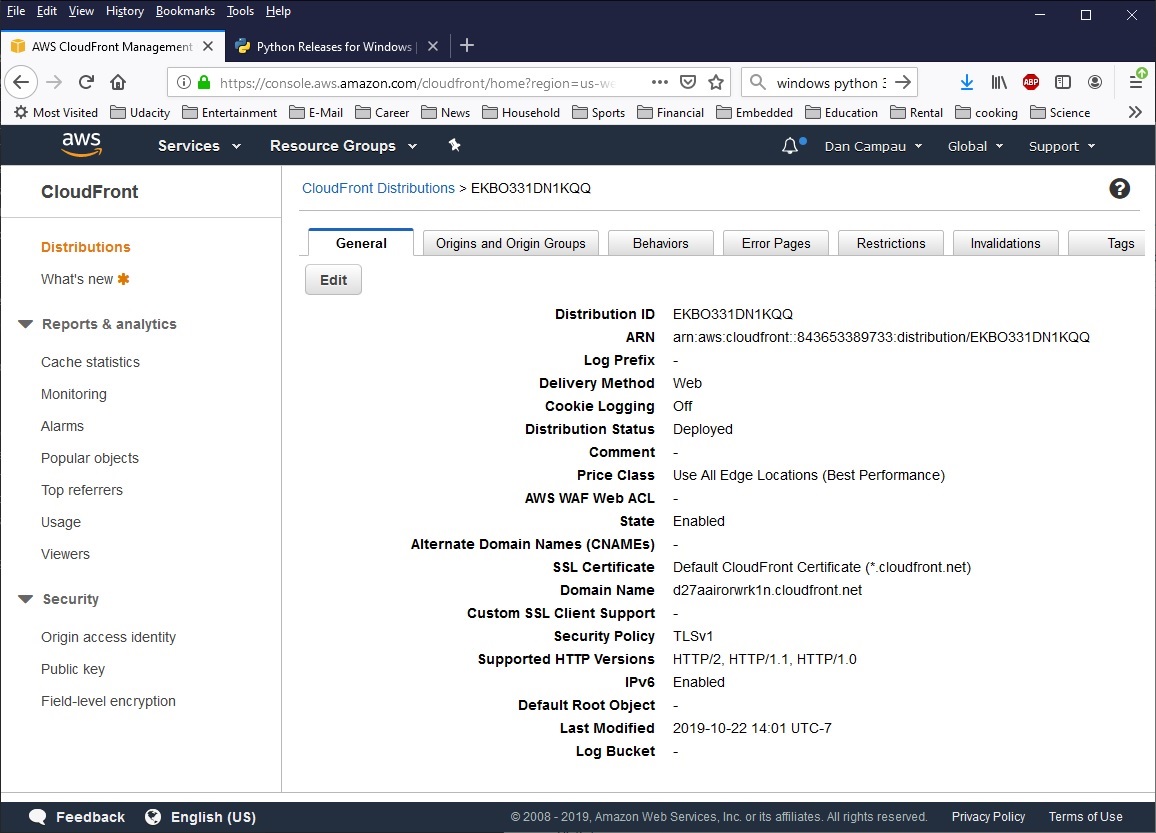 File Edit View History Bookmarks Tools Help
AWS CloudFront Management Python Releases for Windows
https://console.aws.amazon.com/cloudfront/home?region=us-we windows python 3 ABP
Most Visited Udacity Entertainment E-Mail Career News Household Sports Financial Embedded Education Rental cooking Science
aws Services Resource Groups Dan Campau Global Support
CloudFront
CloudFront Distributions > EKBO331DN1KQQ
Distributions
What's new
Reports & analytics
Cache statistics
Monitoring
Alarms
Popular objects
Top referrers
Usage
Viewers
Security
Origin access identity
Public key
Field-level encryption
General Origins and Origin Groups Behaviors Error Pages Restrictions Invalidations Tags
Edit
Distribution ID EKBO331DN1KQQ
ARN arn:aws:cloudfront::843653389733:distribution/EKBO331DN1KQQ
Log Prefix -
Delivery Method Web
Cookie Logging Off
Distribution Status Deployed
Comment -
Price Class Use All Edge Locations (Best Performance)
AWS WAF Web ACL -
State Enabled
Alternate Domain Names (CNAMEs) -
SSL Certificate Default CloudFront Certificate (*.cloudfront.net)
Domain Name d27aairorwrk1n.cloudfront.net
Custom SSL Client Support -
Security Policy TLSv1
Supported HTTP Versions HTTP/2, HTTP/1.1, HTTP/1.0
IPv6 Enabled
Default Root Object -
Last Modified 2019-10-22 14:01 UTC-7
Log Bucket -
Feedback English (US) © 2008 - 2019, Amazon Web Services, Inc. or its affiliates. All rights reserved. Privacy Policy Terms of Use